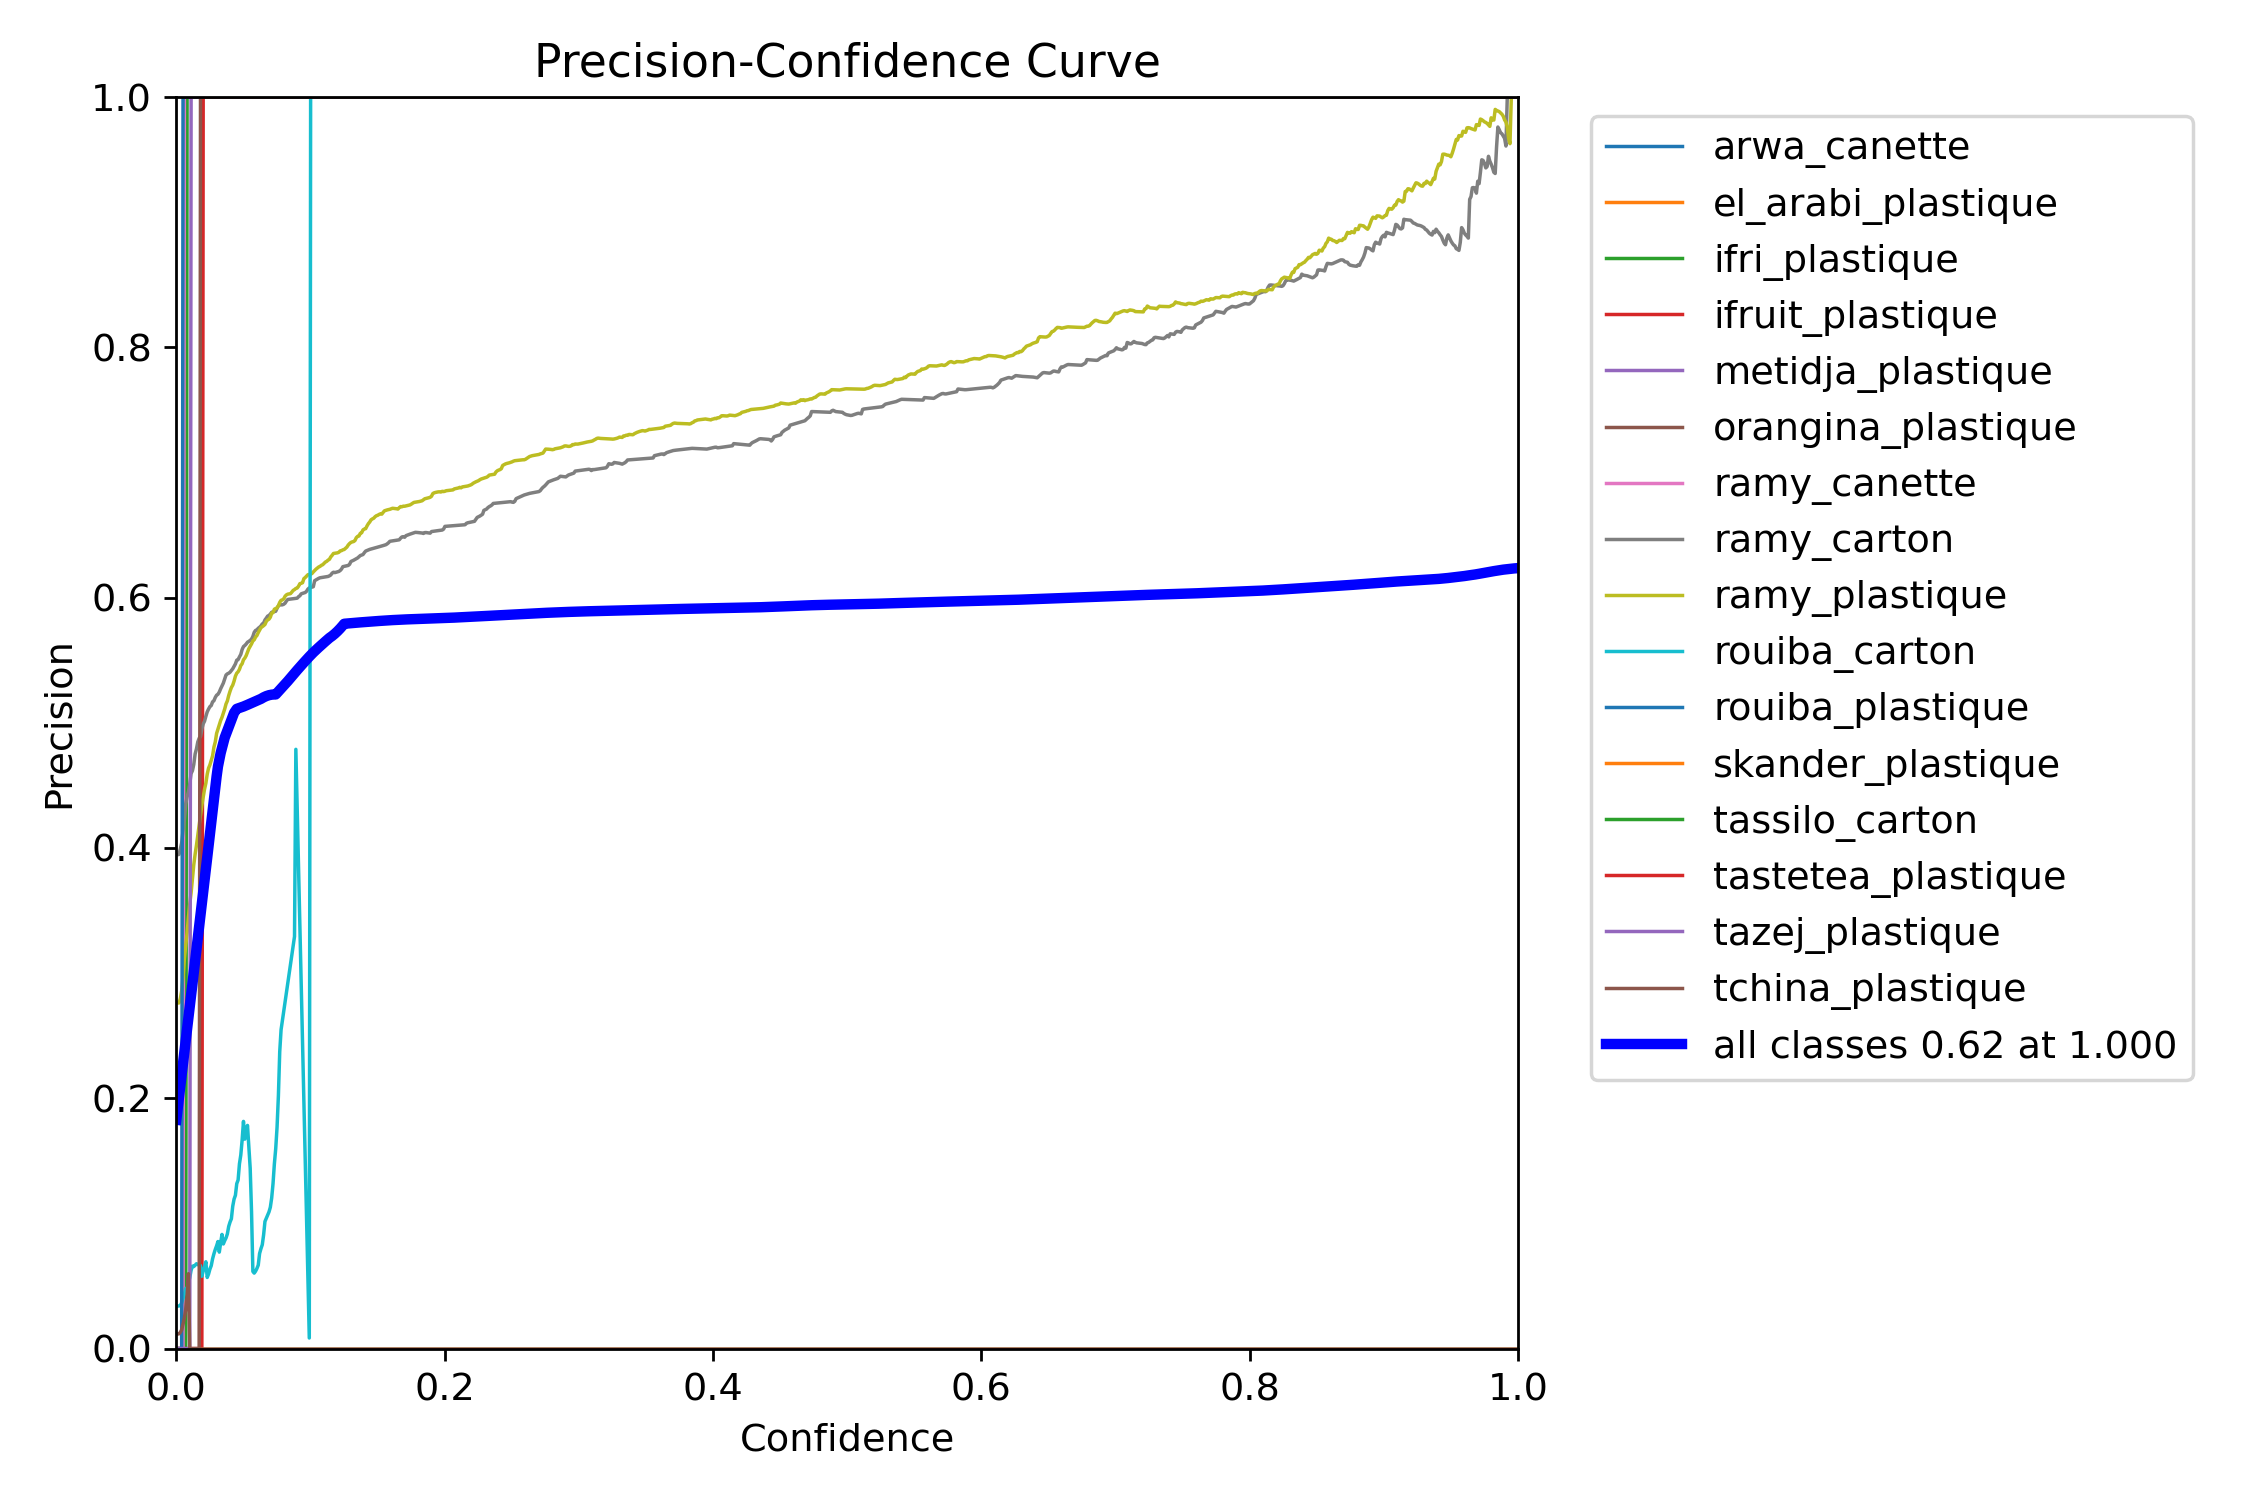 Precision-Confidence Curve
1.0
0.8
0.6
0.4
0.2
0.0
Precision
0.0 0.2 0.4 0.6 0.8 1.0
Confidence
arwa_canette
el_arabi_plastique
ifri_plastique
ifruit_plastique
metidja_plastique
orangina_plastique
ramy_canette
ramy_carton
ramy_plastique
rouiba_carton
rouiba_plastique
skander_plastique
tassilo_carton
tastetea_plastique
tazej_plastique
tchina_plastique
all classes 0.62 at 1.000